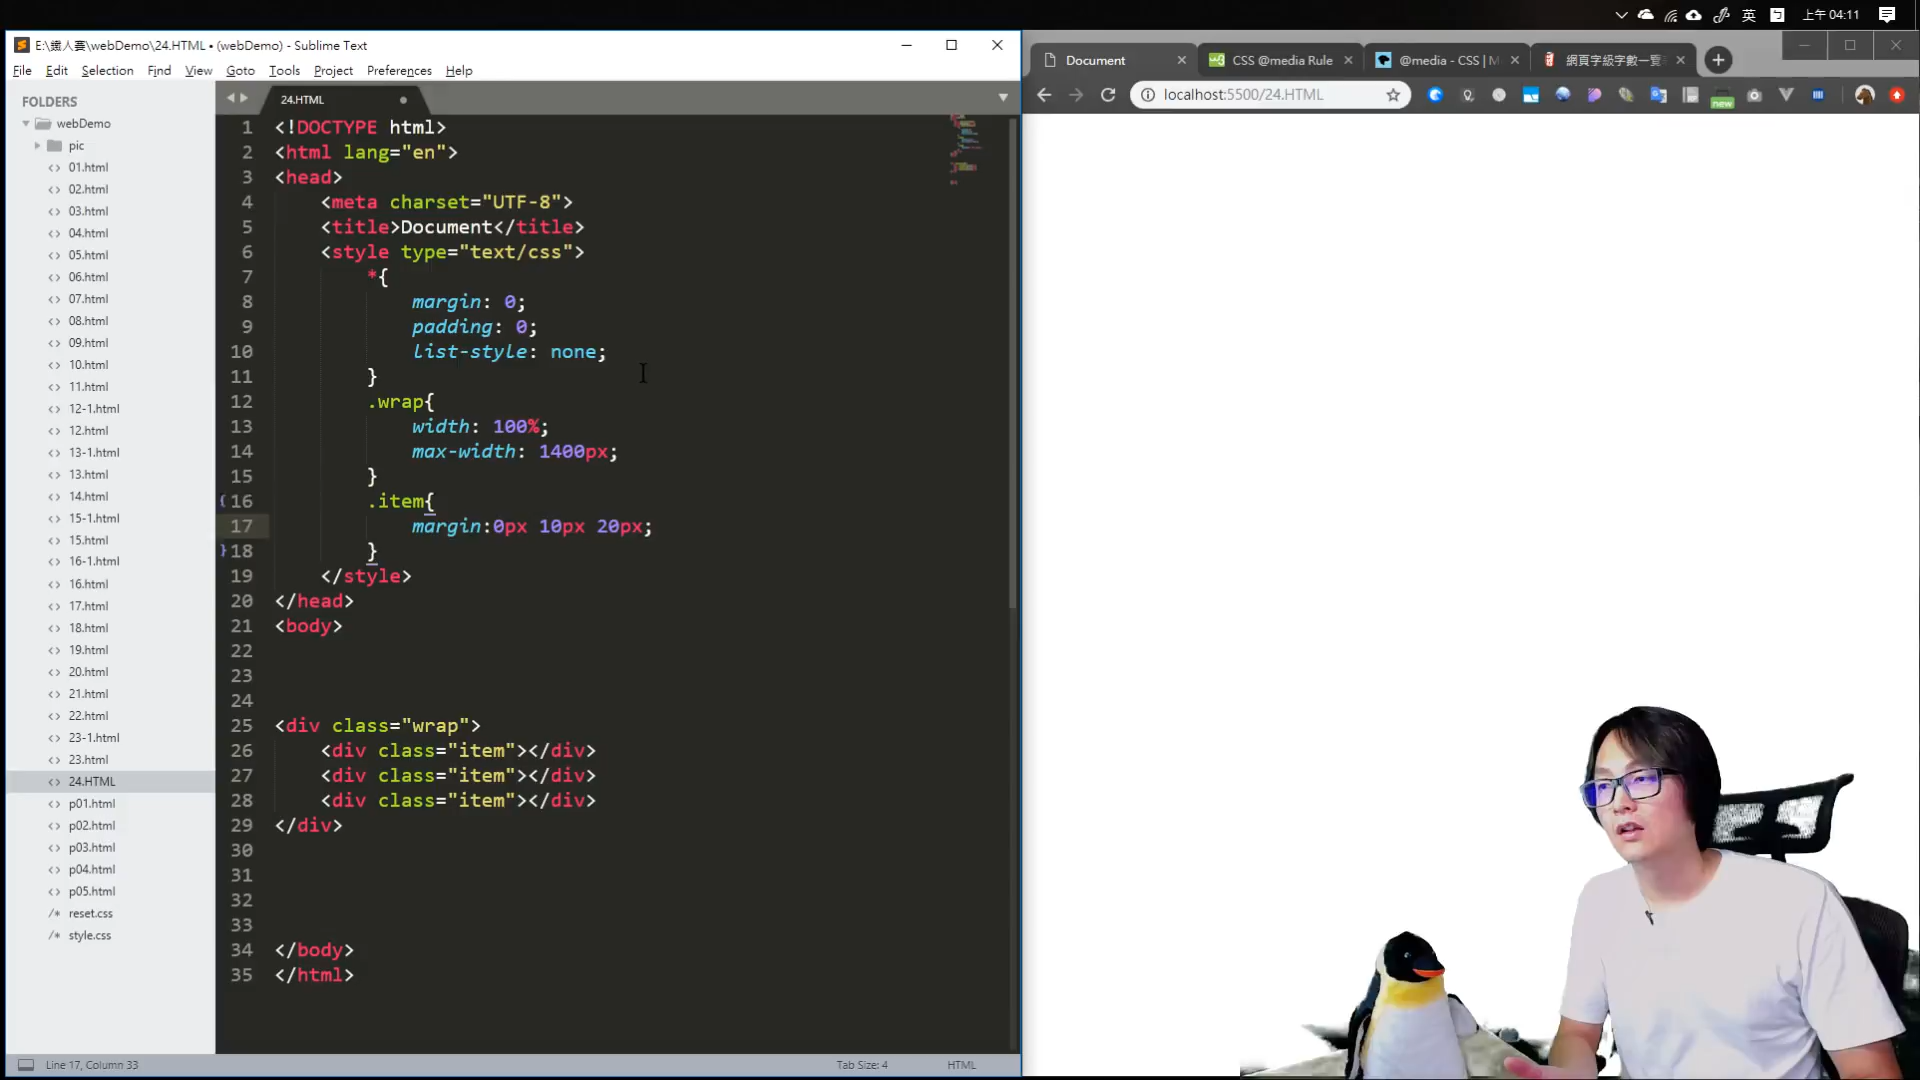 英 上午 04:11
E:\鐵人賽\webDemo\24.HTML • (webDemo) - Sublime Text
File Edit Selection Find View Goto Tools Project Preferences Help
FOLDERS
webDemo
pic
01.html
02.html
03.html
04.html
05.html
06.html
07.html
08.html
09.html
10.html
11.html
12-1.html
12.html
13-1.html
13.html
14.html
15-1.html
15.html
16-1.html
16.html
17.html
18.html
19.html
20.html
21.html
22.html
23-1.html
23.html
24.HTML
p01.html
p02.html
p03.html
p04.html
p05.html
reset.css
style.css
24.HTML
1 <!DOCTYPE html>
2 <html lang="en">
3 <head>
4 <meta charset="UTF-8">
5 <title>Document</title>
6 <style type="text/css">
7 *{
8 margin: 0;
9 padding: 0;
10 list-style: none;
11 }
12 .wrap{
13 width: 100%;
14 max-width: 1400px;
15 }
16 .item{
17 margin:0px 10px 20px;
18 }
19 </style>
20 </head>
21 <body>
22
23
24
25 <div class="wrap">
26 <div class="item"></div>
27 <div class="item"></div>
28 <div class="item"></div>
29 </div>
30
31
32
33
34 </body>
35 </html>
Line 17, Column 33 Tab Size: 4 HTML
Document CSS @media Rule @media - CSS | M 網頁字級字數一覽
localhost:5500/24.HTML
new